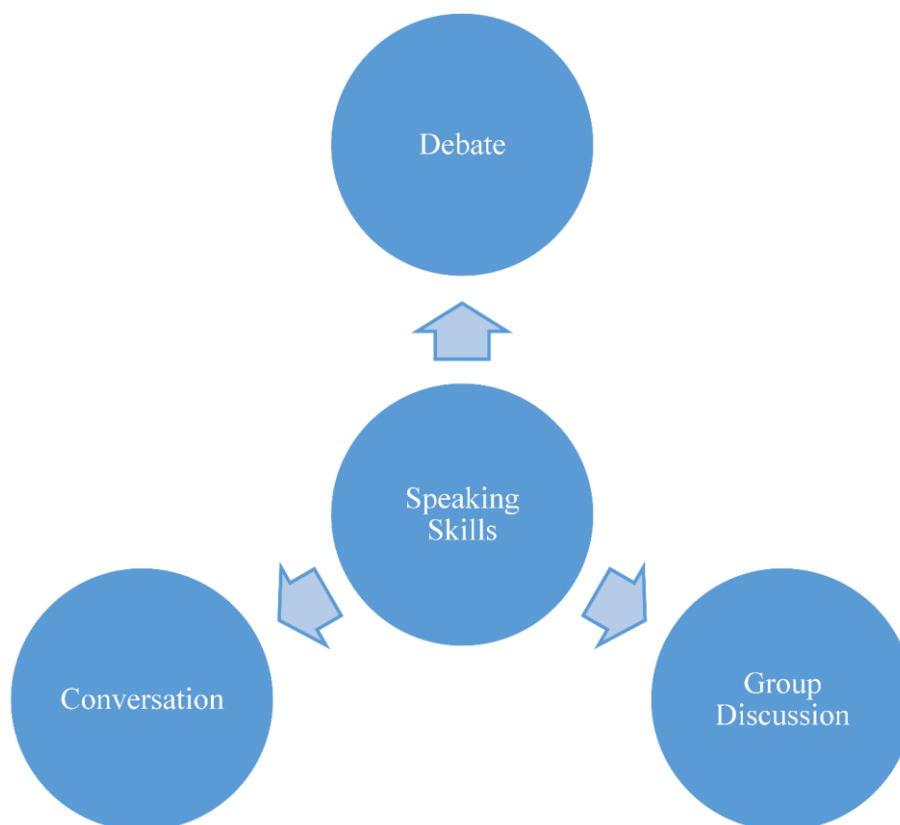 Debate
Speaking
Skills
Conversation
Group
Discussion